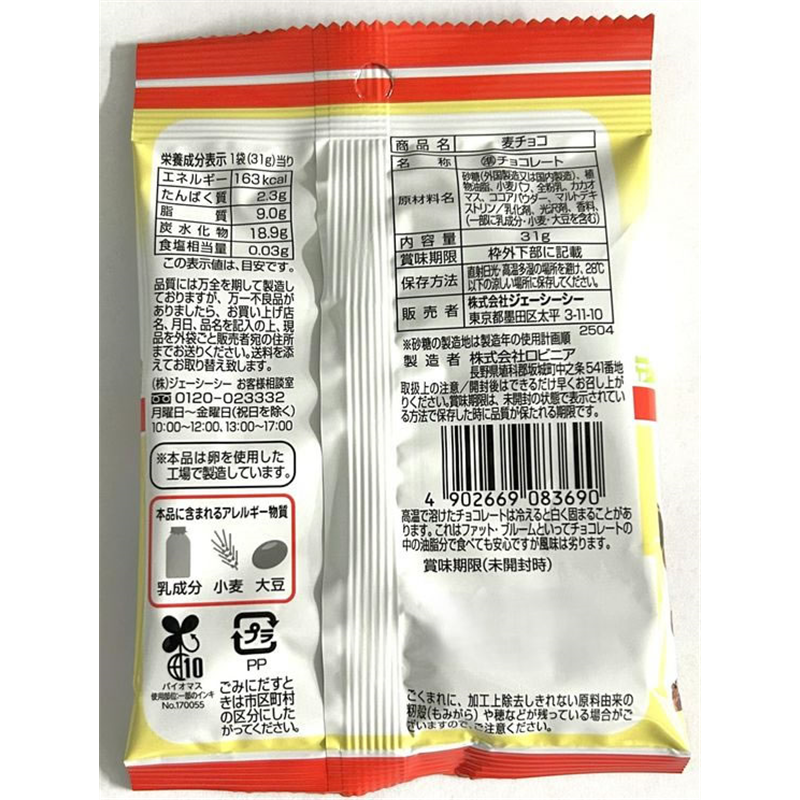 栄養成分表示 1袋(31g)当り
エネルギー 163kcal
たんぱく質 2.3g
脂質 9.0g
炭水化物 18.9g
食塩相当量 0.03g
この表示値は、目安です。
品質には万全を期して製造し
ておりますが、万一不良品が
ありましたら、お買い上げ店
名、月日、品名を記入の上、現
品を外袋ごと販売者宛の住所
までお送りください。送料を添
えてお取り替え致します。
(株)ジェーシーシー お客様相談室
0120-023332
月曜日〜金曜日(祝日を除く)
10:00〜12:00、13:00〜17:00
※本品は卵を使用した
工場で製造しています。
本品に含まれるアレルギー物質
乳成分 小麦 大豆
10
バイオマス
使用部位:一部のインキ
No.170055
プラ
PP
ごみにだすと
きは市区町村
の区分にした
がってください。
商品名 麦チョコ
名称 準チョコレート
原材料名 砂糖(外国製造又は国内製造)、植
物油脂、小麦パフ、全粉乳、カカオ
マス、ココアパウダー、マルトデキ
ストリン/乳化剤、光沢剤、香料、
(一部に乳成分・小麦・大豆を含む)
内容量 31g
賞味期限 枠外下部に記載
保存方法 直射日光・高温多湿の場所を避け、28℃
以下の涼しい場所に保存してください。
販売者 株式会社ジェーシーシー
東京都墨田区太平 3-11-10
2504
※砂糖の製造地は製造年の使用計画順
製造者 株式会社ロビニア
長野県埴科郡坂城町中之条541番地
取扱上の注意/開封後はできるだけ早くお召し上が
りください。賞味期限は、未開封の状態で表示されてい
る方法で保存した時に品質が保たれる期限です。
4 902669 083690
高温で溶けたチョコレートは冷えると白く固まることがあ
ります。これはファット・ブルームといってチョコレートの
中の油脂分で食べても安心ですが風味は劣ります。
賞味期限(未開封時)
ごくまれに、加工上除去しきれない原料由来の
籾殻(もみがら)や穂などが残っている場合がご
ざいますので、ご注意ください。